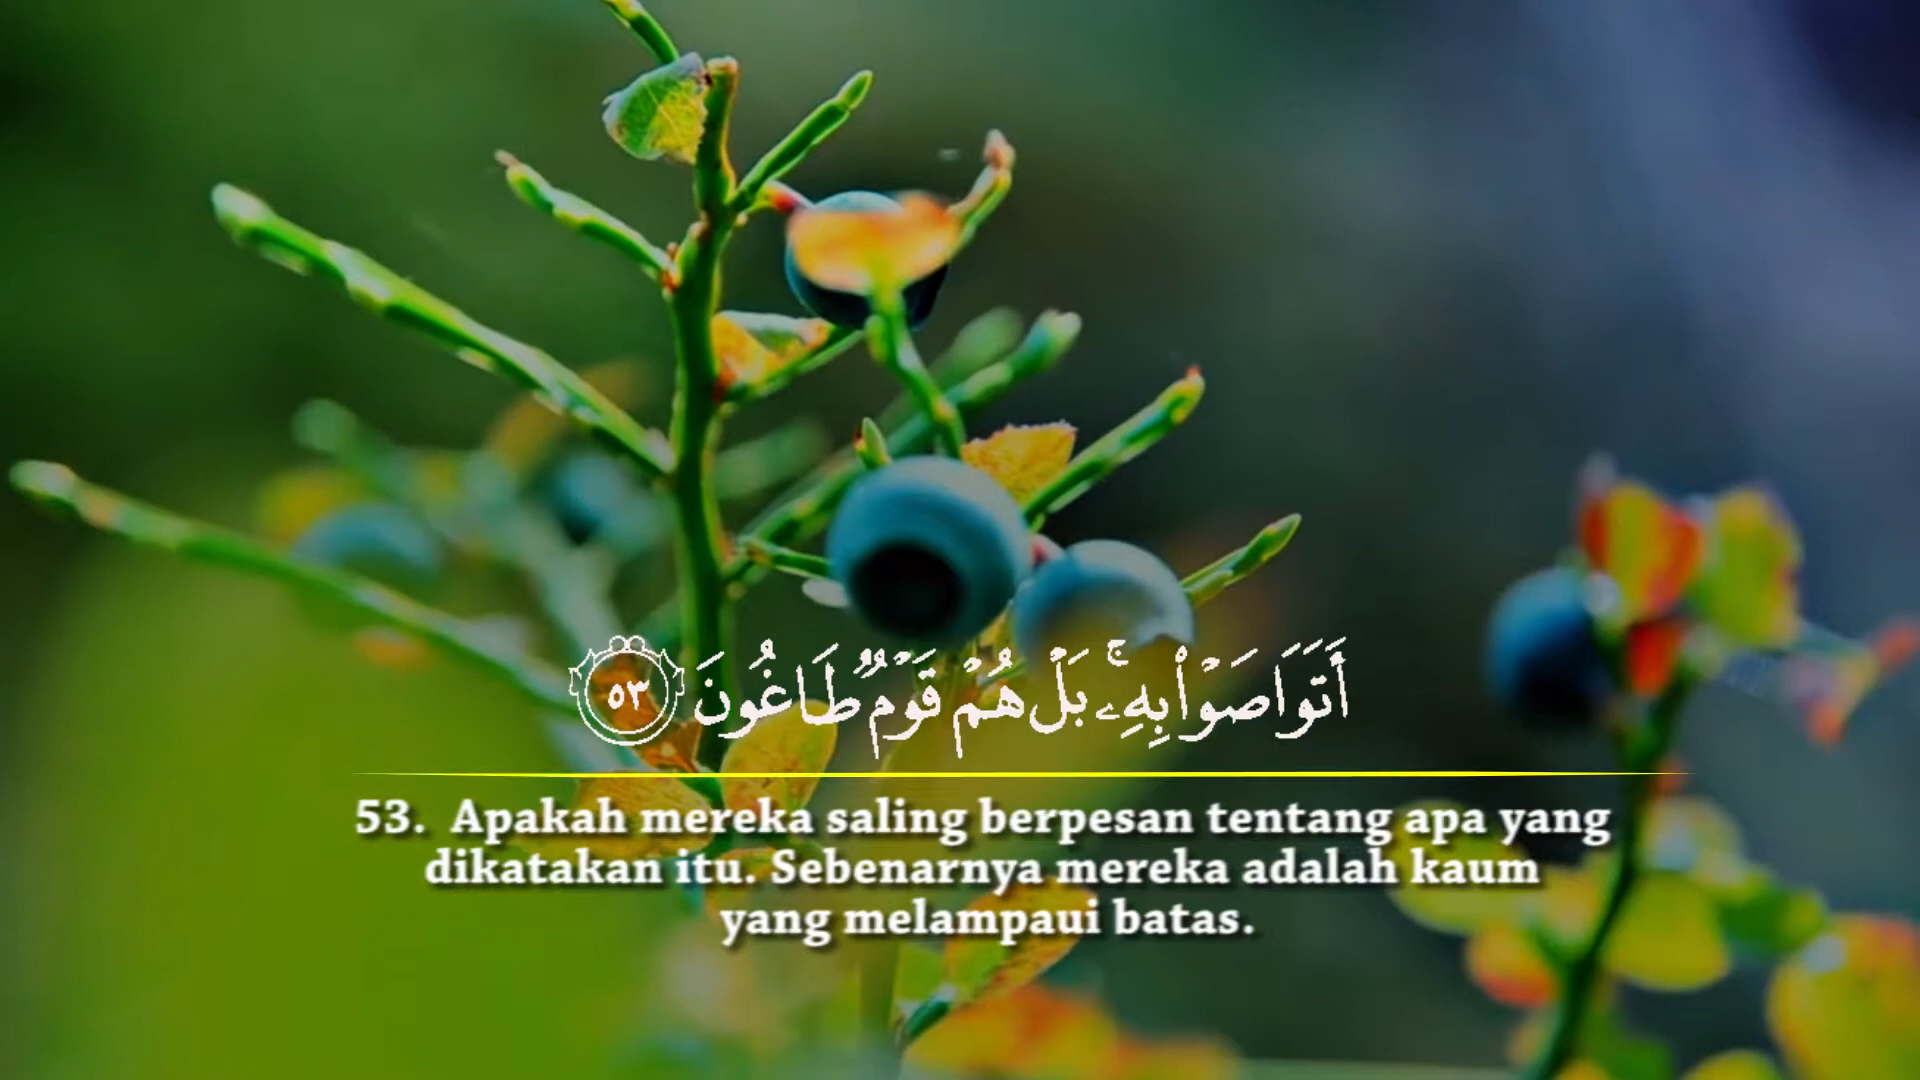 أَتَوَاصَوْا۟ بِهِۦ ۚ بَلْ هُمْ قَوْمٌ طَاغُونَ ٥٣
53. Apakah mereka saling berpesan tentang apa yang
dikatakan itu. Sebenarnya mereka adalah kaum
yang melampaui batas.